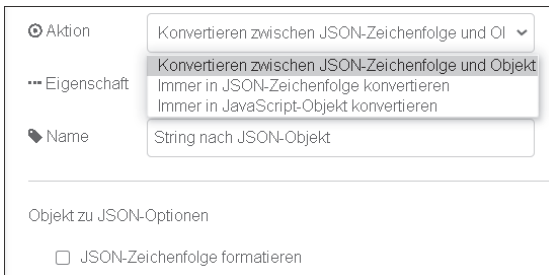 Aktion
Konvertieren zwischen JSON-Zeichenfolge und Ol
Konvertieren zwischen JSON-Zeichenfolge und Objekt
Eigenschaft
Immer in JSON-Zeichenfolge konvertieren
Immer in JavaScript-Objekt konvertieren
Name
String nach JSON-Objekt
Objekt zu JSON-Optionen
JSON-Zeichenfolge formatieren